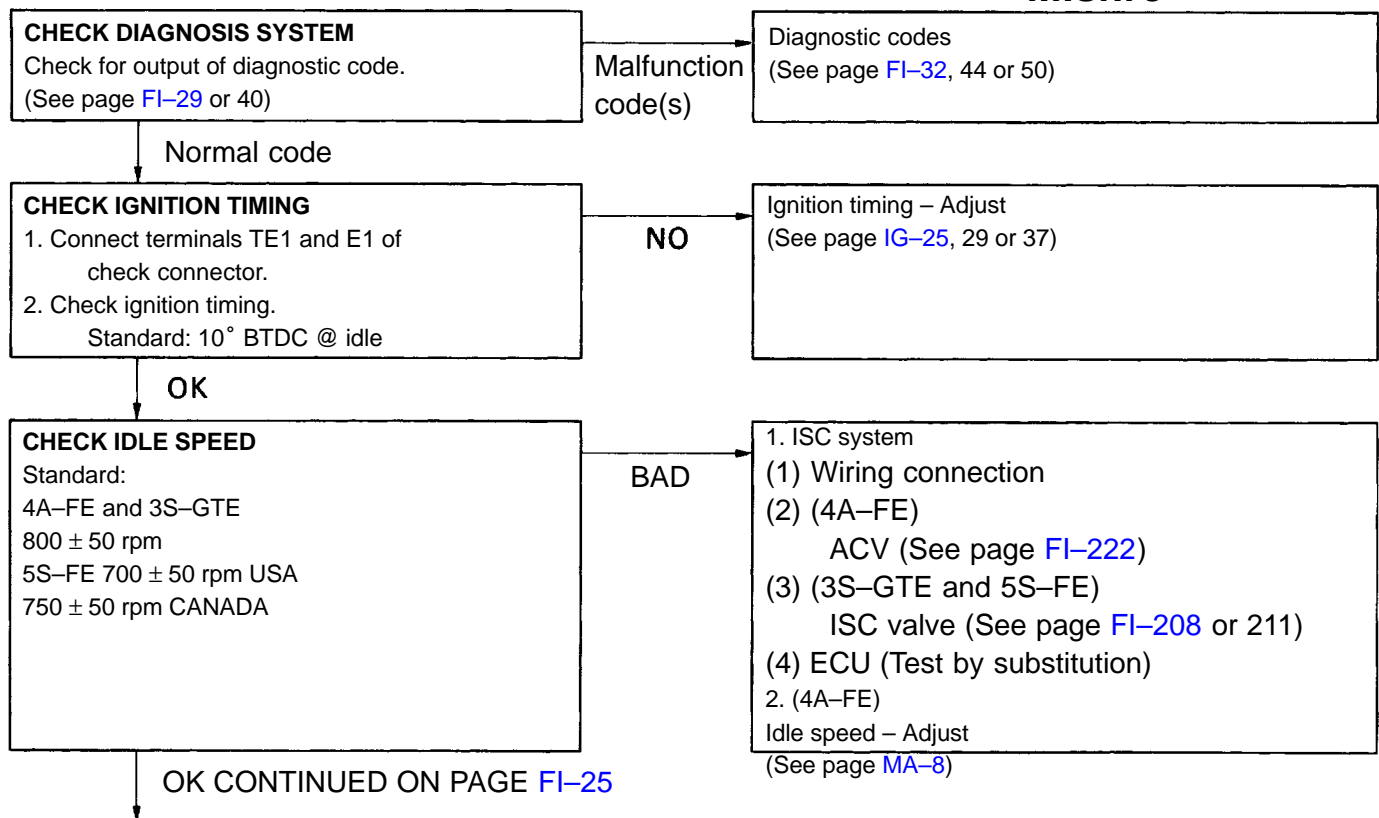 CHECK DIAGNOSIS SYSTEM
Check for output of diagnostic code.
(See page FI–29 or 40)
Malfunction
code(s)
Diagnostic codes
(See page FI–32, 44 or 50)
Normal code
CHECK IGNITION TIMING
1. Connect terminals TE1 and E1 of
check connector.
2. Check ignition timing.
Standard: 10° BTDC @ idle
NO
Ignition timing – Adjust
(See page IG–25, 29 or 37)
OK
CHECK IDLE SPEED
Standard:
4A–FE and 3S–GTE
800 ± 50 rpm
5S–FE 700 ± 50 rpm USA
750 ± 50 rpm CANADA
BAD
1. ISC system
(1) Wiring connection
(2) (4A–FE)
ACV (See page FI–222)
(3) (3S–GTE and 5S–FE)
ISC valve (See page FI–208 or 211)
(4) ECU (Test by substitution)
2. (4A–FE)
Idle speed – Adjust
(See page MA–8)
OK CONTINUED ON PAGE FI–25